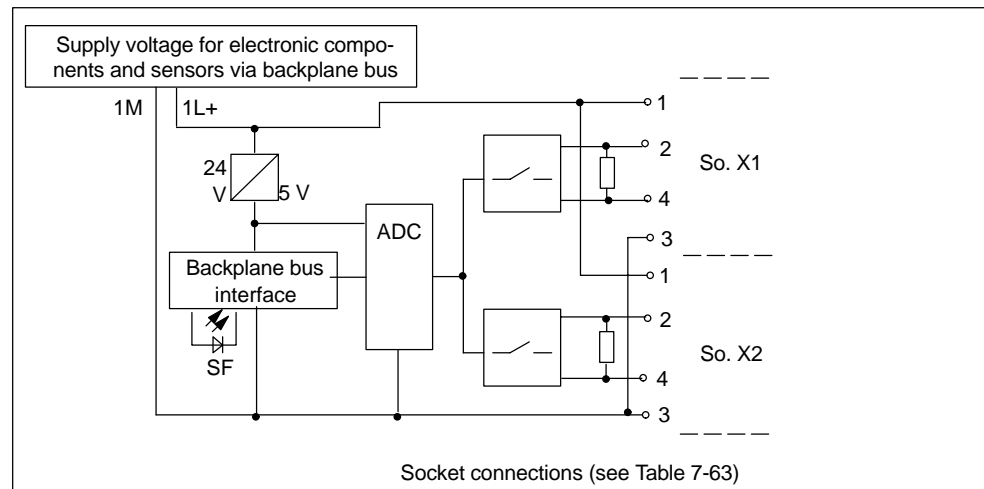 Supply voltage for electronic compo-
nents and sensors via backplane bus
1M
1L+
24
V
5 V
ADC
Backplane bus
interface
SF
1
2
4
3
So. X1
1
2
4
3
So. X2
Socket connections (see Table 7-63)